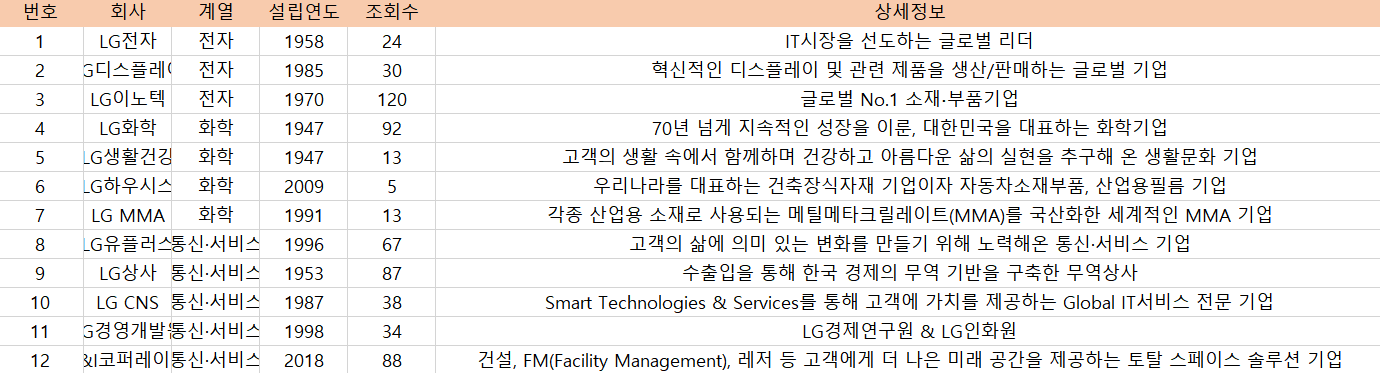 번호 회사 계열 설립연도 조회수 상세정보
1 LG전자 전자 1958 24 IT시장을 선도하는 글로벌 리더
2 G디스플레이 전자 1985 30 혁신적인 디스플레이 및 관련 제품을 생산/판매하는 글로벌 기업
3 LG이노텍 전자 1970 120 글로벌 No.1 소재·부품기업
4 LG화학 화학 1947 92 70년 넘게 지속적인 성장을 이룬, 대한민국을 대표하는 화학기업
5 LG생활건강 화학 1947 13 고객의 생활 속에서 함께하며 건강하고 아름다운 삶의 실현을 추구해 온 생활문화 기업
6 LG하우시스 화학 2009 5 우리나라를 대표하는 건축장식자재 기업이자 자동차소재부품, 산업용필름 기업
7 LG MMA 화학 1991 13 각종 산업용 소재로 사용되는 메틸메타크릴레이트(MMA)를 국산화한 세계적인 MMA 기업
8 LG유플러스 통신·서비스 1996 67 고객의 삶에 의미 있는 변화를 만들기 위해 노력해온 통신·서비스 기업
9 LG상사 통신·서비스 1953 87 수출입을 통해 한국 경제의 무역 기반을 구축한 무역상사
10 LG CNS 통신·서비스 1987 38 Smart Technologies & Services를 통해 고객에 가치를 제공하는 Global IT서비스 전문 기업
11 G경영개발원 통신·서비스 1998 34 LG경제연구원 & LG인화원
12 &I코퍼레이 통신·서비스 2018 88 건설, FM(Facility Management), 레저 등 고객에게 더 나은 미래 공간을 제공하는 토탈 스페이스 솔루션 기업